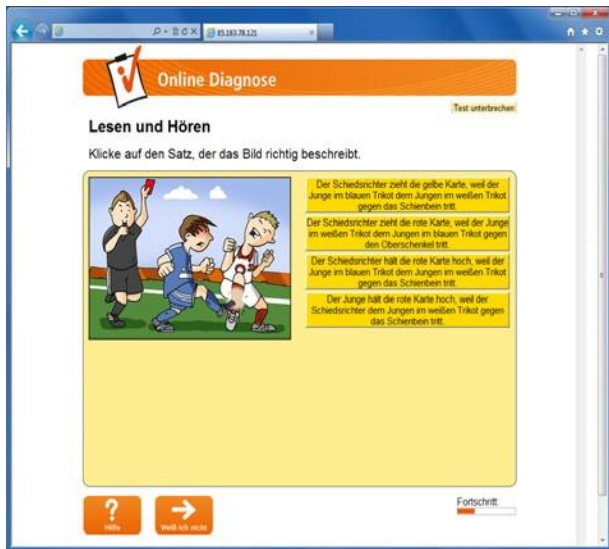 85.183.78.121
Online Diagnose
Test unterbrechen
Lesen und Hören
Klicke auf den Satz, der das Bild richtig beschreibt.
Der Schiedsrichter zieht die gelbe Karte, weil der
Junge im blauen Trikot dem Jungen im weißen Trikot
gegen das Schienbein tritt.
Der Schiedsrichter zieht die rote Karte, weil der Junge
im weißen Trikot dem Jungen im blauen Trikot gegen
den Oberschenkel tritt.
Der Schiedsrichter hält die rote Karte hoch, weil der
Junge im blauen Trikot dem Jungen im weißen Trikot
gegen das Schienbein tritt.
Der Junge hält die rote Karte hoch, weil der
Schiedsrichter dem Jungen im weißen Trikot gegen
das Schienbein tritt.
?
Hilfe
Weiß ich nicht
Fortschritt: